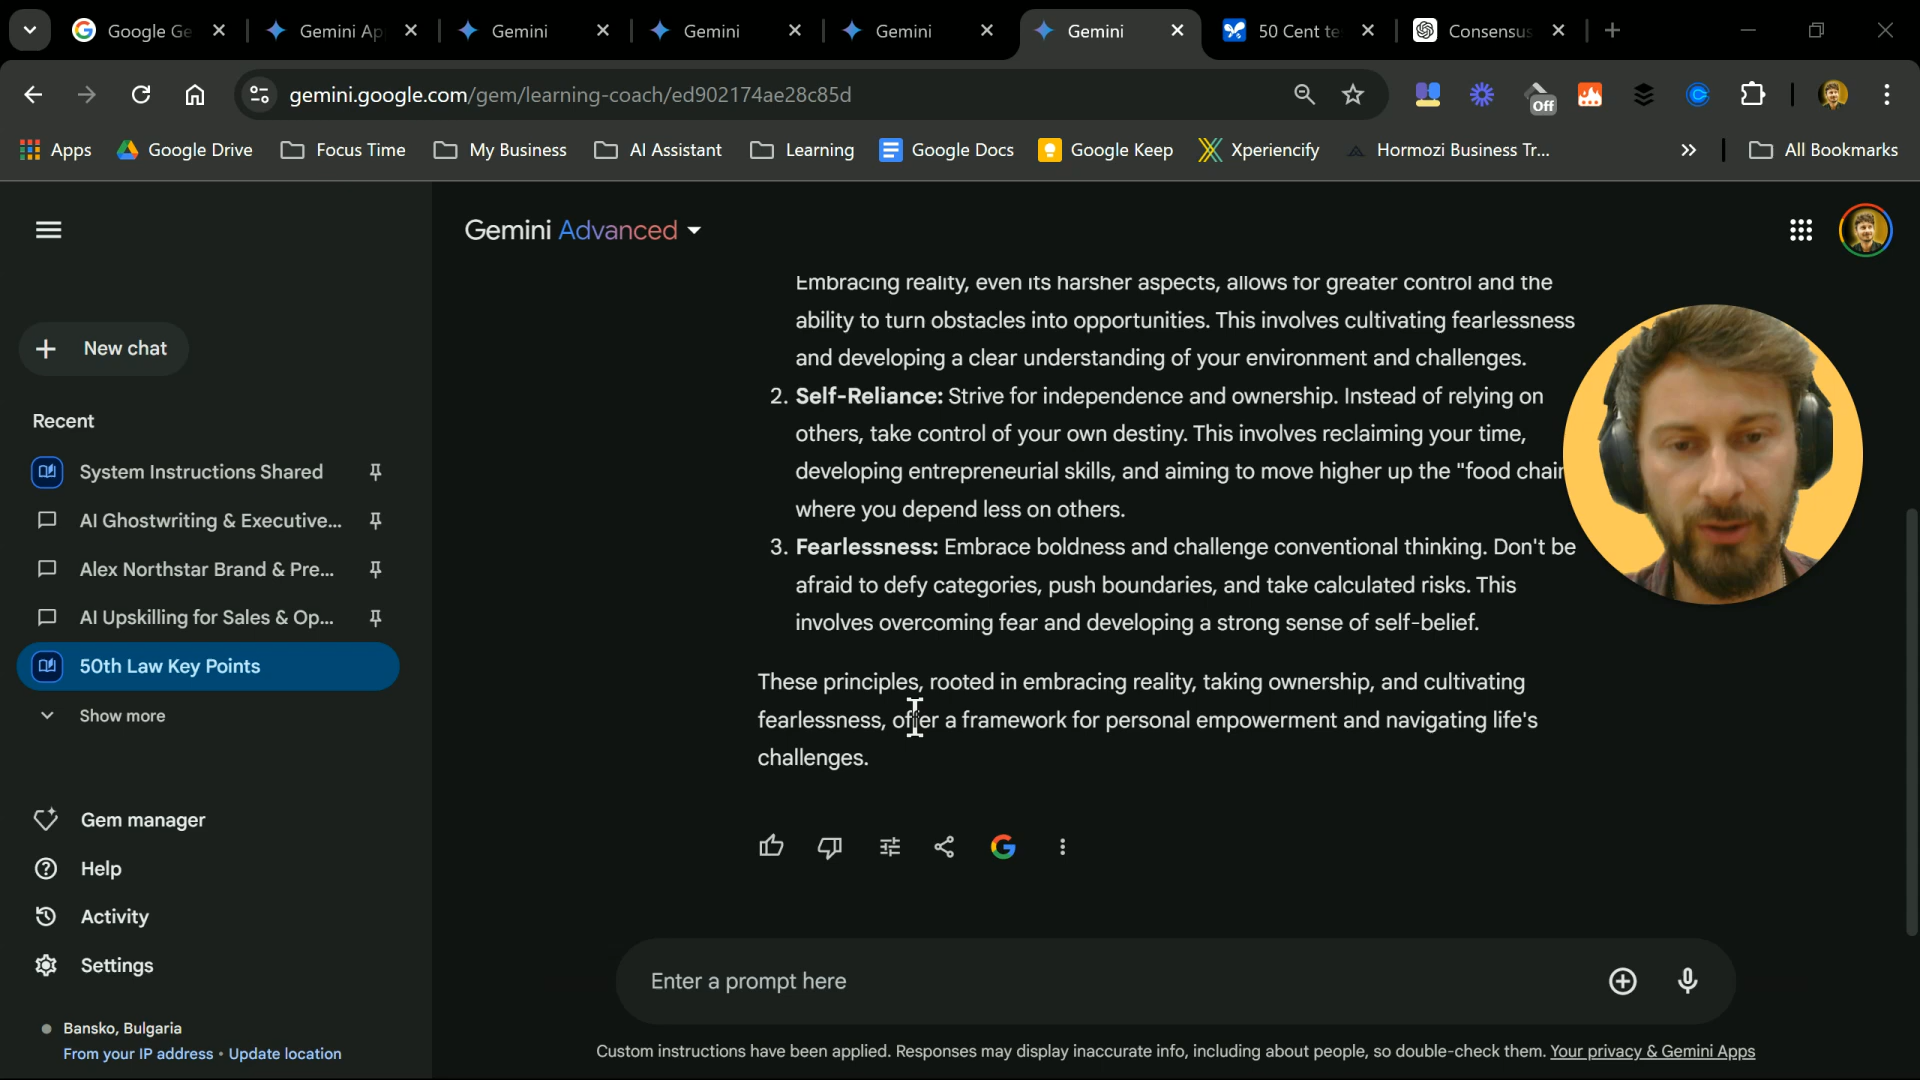 Google Ge
Gemini Ap
Gemini
Gemini
Gemini
Gemini
50 Cent te
Consensus
gemini.google.com/gem/learning-coach/ed902174ae28c85d
Off
Apps
Google Drive
Focus Time
My Business
AI Assistant
Learning
Google Docs
Google Keep
Xperiencify
Hormozi Business Tr...
All Bookmarks
Gemini Advanced
New chat
Recent
System Instructions Shared
AI Ghostwriting & Executive...
Alex Northstar Brand & Pre...
AI Upskilling for Sales & Op...
50th Law Key Points
Show more
Gem manager
Help
Activity
Settings
Bansko, Bulgaria
From your IP address • Update location
Embracing reality, even its harsher aspects, allows for greater control and the
ability to turn obstacles into opportunities. This involves cultivating fearlessness
and developing a clear understanding of your environment and challenges.
2. Self-Reliance: Strive for independence and ownership. Instead of relying on
others, take control of your own destiny. This involves reclaiming your time,
developing entrepreneurial skills, and aiming to move higher up the "food chain
where you depend less on others.
3. Fearlessness: Embrace boldness and challenge conventional thinking. Don't be
afraid to defy categories, push boundaries, and take calculated risks. This
involves overcoming fear and developing a strong sense of self-belief.
These principles, rooted in embracing reality, taking ownership, and cultivating
fearlessness, offer a framework for personal empowerment and navigating life's
challenges.
Enter a prompt here
Custom instructions have been applied. Responses may display inaccurate info, including about people, so double-check them. Your privacy & Gemini Apps